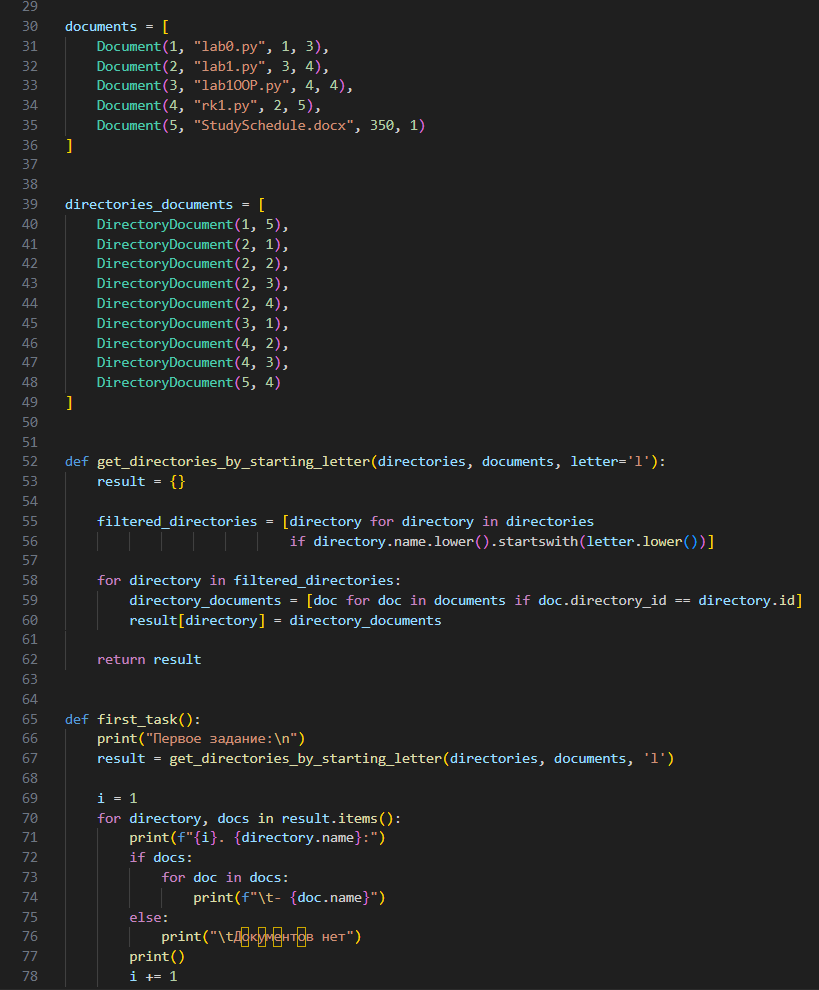 29
30 documents = [
31     Document(1, "lab0.py", 1, 3),
32     Document(2, "lab1.py", 3, 4),
33     Document(3, "lab1OOP.py", 4, 4),
34     Document(4, "rk1.py", 2, 5),
35     Document(5, "StudySchedule.docx", 350, 1)
36 ]
37
38
39 directories_documents = [
40     DirectoryDocument(1, 5),
41     DirectoryDocument(2, 1),
42     DirectoryDocument(2, 2),
43     DirectoryDocument(2, 3),
44     DirectoryDocument(2, 4),
45     DirectoryDocument(3, 1),
46     DirectoryDocument(4, 2),
47     DirectoryDocument(4, 3),
48     DirectoryDocument(5, 4)
49 ]
50
51
52 def get_directories_by_starting_letter(directories, documents, letter='l'):
53     result = {}
54
55     filtered_directories = [directory for directory in directories
56                             if directory.name.lower().startswith(letter.lower())]
57
58     for directory in filtered_directories:
59         directory_documents = [doc for doc in documents if doc.directory_id == directory.id]
60         result[directory] = directory_documents
61
62     return result
63
64
65 def first_task():
66     print("Первое задание:\n")
67     result = get_directories_by_starting_letter(directories, documents, 'l')
68
69     i = 1
70     for directory, docs in result.items():
71         print(f"{i}. {directory.name}:")
72         if docs:
73             for doc in docs:
74                 print(f"\t- {doc.name}")
75         else:
76             print("\tДокументов нет")
77         print()
78         i += 1